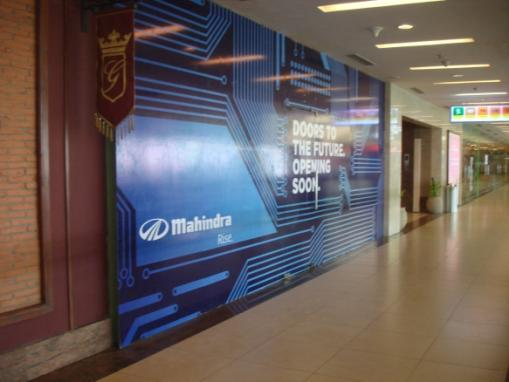 G
DOORS TO
THE FUTURE.
OPENING
SOON.
Mahindra
Rise.